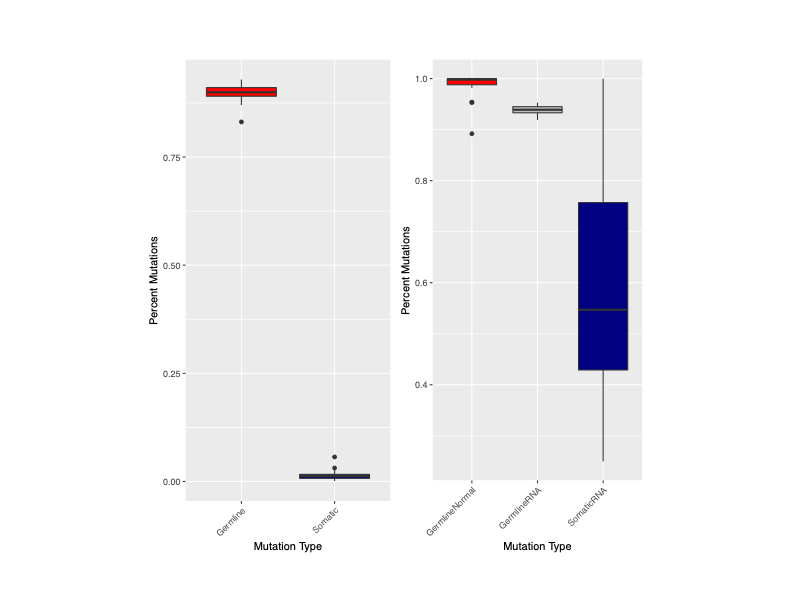 Percent Mutations
0.75
0.50
0.25
0.00
Germline
Somatic
Mutation Type
Percent Mutations
1.0
0.8
0.6
0.4
GermlineNormal
GermlineRNA
SomaticRNA
Mutation Type